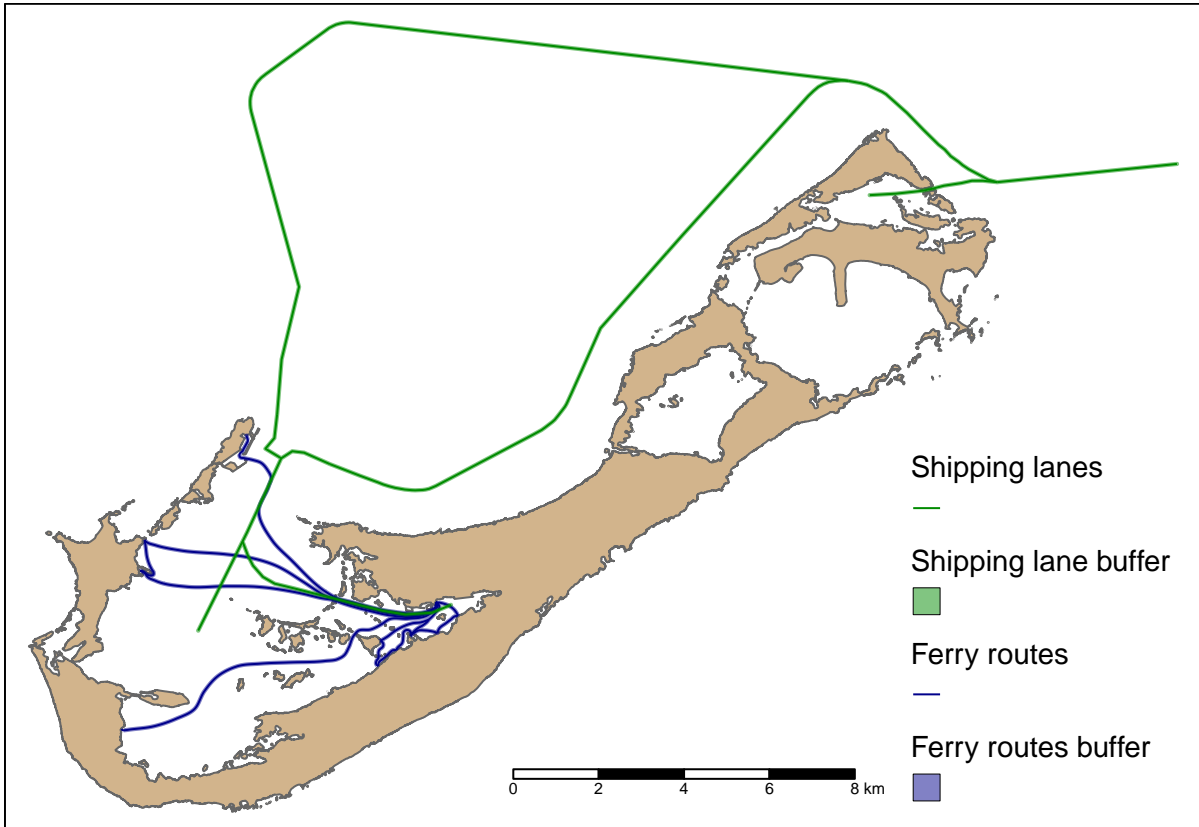 Shipping lanes
Shipping lane buffer
Ferry routes
Ferry routes buffer
0 2 4 6 8 km